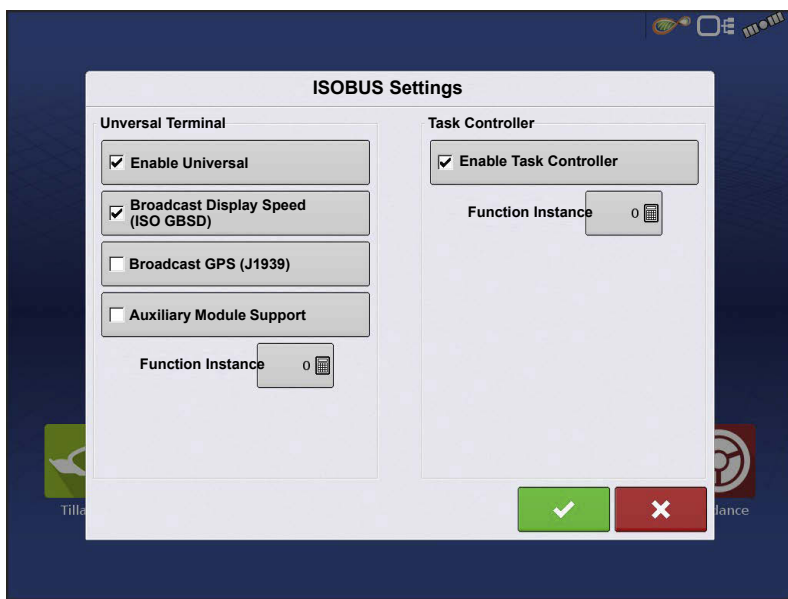 ISOBUS Settings
Unversal Terminal
Enable Universal
Broadcast Display Speed
(ISO GBSD)
Broadcast GPS (J1939)
Auxiliary Module Support
Function Instance
0
Task Controller
Enable Task Controller
Function Instance
0
Tilla
dance